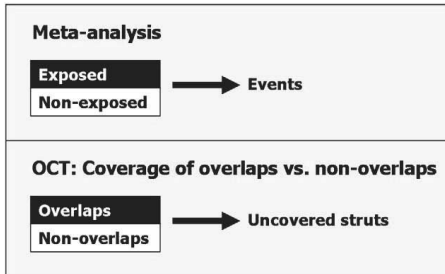 Meta-analysis
Exposed
Non-exposed
Events
OCT: Coverage of overlaps vs. non-overlaps
Overlaps
Non-overlaps
Uncovered struts